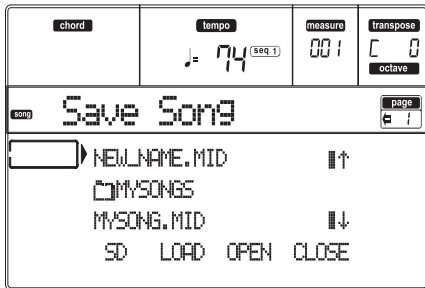 chord tempo measure transpose
♩= 74 seq 1 001 C 0
octave
song Save Song page 1
NEW_NAME.MID
MYSONGS
MYSONG.MID
SD LOAD OPEN CLOSE